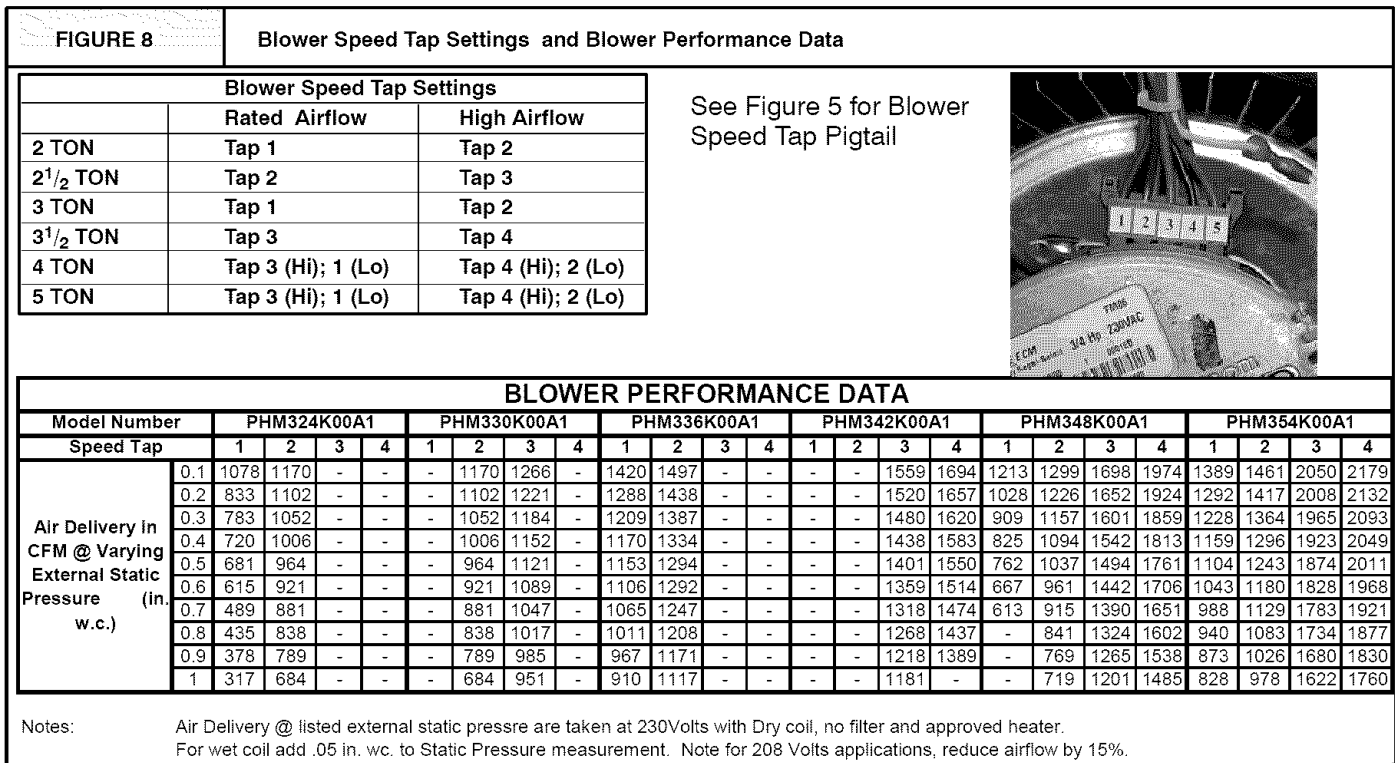 FIGURE 8 Blower Speed Tap Settings and Blower Performance Data
Blower Speed Tap Settings
Rated Airflow High Airflow
2 TON Tap 1 Tap 2
2 1/2 TON Tap 2 Tap 3
3 TON Tap 1 Tap 2
3 1/2 TON Tap 3 Tap 4
4 TON Tap 3 (Hi); 1 (Lo) Tap 4 (Hi); 2 (Lo)
5 TON Tap 3 (Hi); 1 (Lo) Tap 4 (Hi); 2 (Lo)
See Figure 5 for Blower
Speed Tap Pigtail
1 2 3 4 5
3/4 Hp 230VAC
BLOWER PERFORMANCE DATA
Model Number PHM324K00A1 PHM330K00A1 PHM336K00A1 PHM342K00A1 PHM348K00A1 PHM354K00A1
Speed Tap 1 2 3 4 1 2 3 4 1 2 3 4 1 2 3 4 1 2 3 4 1 2 3 4
Air Delivery in
CFM @ Varying
External Static
Pressure (in.
w.c.)
0.1 1078 1170 - - - 1170 1266 - 1420 1497 - - - - 1559 1694 1213 1299 1698 1974 1389 1461 2050 2179
0.2 833 1102 - - - 1102 1221 - 1288 1438 - - - - 1520 1657 1028 1226 1652 1924 1292 1417 2008 2132
0.3 783 1052 - - - 1052 1184 - 1209 1387 - - - - 1480 1620 909 1157 1601 1859 1228 1364 1965 2093
0.4 720 1006 - - - 1006 1152 - 1170 1334 - - - - 1438 1583 825 1094 1542 1813 1159 1296 1923 2049
0.5 681 964 - - - 964 1121 - 1153 1294 - - - - 1401 1550 762 1037 1494 1761 1104 1243 1874 2011
0.6 615 921 - - - 921 1089 - 1106 1292 - - - - 1359 1514 667 961 1442 1706 1043 1180 1828 1968
0.7 489 881 - - - 881 1047 - 1065 1247 - - - - 1318 1474 613 915 1390 1651 988 1129 1783 1921
0.8 435 838 - - - 838 1017 - 1011 1208 - - - - 1268 1437 - 841 1324 1602 940 1083 1734 1877
0.9 378 789 - - - 789 985 - 967 1171 - - - - 1218 1389 - 769 1265 1538 873 1026 1680 1830
1 317 684 - - - 684 951 - 910 1117 - - - - 1181 - - 719 1201 1485 828 978 1622 1760
Notes: Air Delivery @ listed external static pressre are taken at 230Volts with Dry coil, no filter and approved heater.
For wet coil add .05 in. wc. to Static Pressure measurement. Note for 208 Volts applications, reduce airflow by 15%.